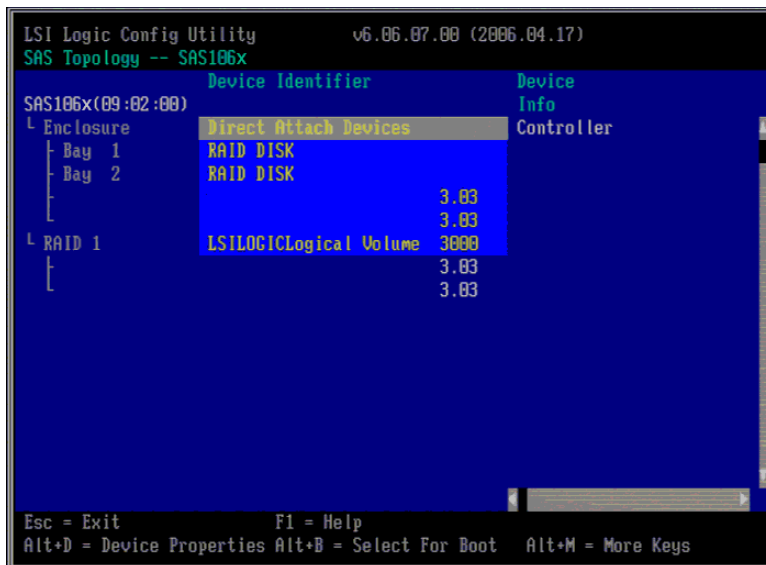 LSI Logic Config Utility v6.06.07.00 (2006.04.17)
SAS Topology -- SAS106x
Device Identifier Device
SAS106x(09:02:00) Info
Enclosure Direct Attach Devices Controller
Bay 1 RAID DISK
Bay 2 RAID DISK
3.03
3.03
RAID 1 LSILOGICLogical Volume 3000
3.03
3.03
Esc = Exit F1 = Help
Alt+D = Device Properties Alt+B = Select For Boot Alt+M = More Keys